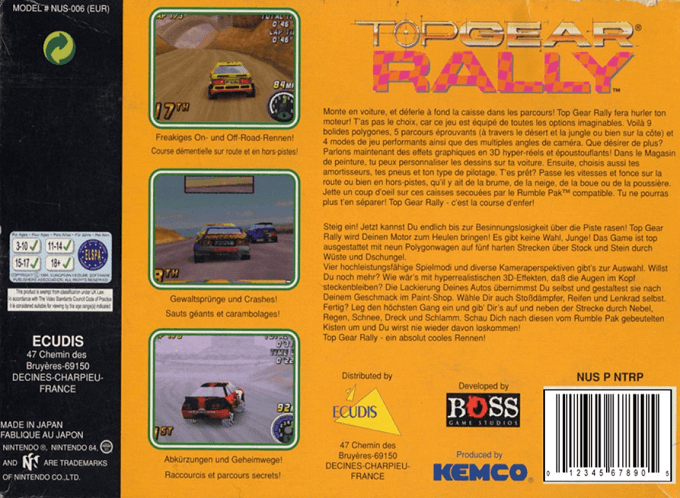 MODEL # NUS-006 (EUR)
TOP GEAR®
RALLY™
Freakiges On- und Off-Road-Rennen!
Course démentielle sur route et en hors-pistes!
Gewaltsprünge und Crashes!
Sauts géants et carambolages!
Abkürzungen und Geheimwege!
Raccourcis et parcours secrets!
17TH
84M
8TH
1ST
92
Monte en voiture, et déferle à fond la caisse dans les parcours! Top Gear Rally fera hurler ton
moteur! T'as pas le choix, car ce jeu est équipé de toutes les options imaginables. Voilà 9
bolides polygones, 5 parcours éprouvants (à travers le désert et la jungle ou bien sur la côte) et
4 modes de jeu performants ainsi que des multiples angles de caméra. Que désirer de plus?
Parlons maintenant des effets graphiques en 3D hyper-réels et époustouflants! Dans le Magasin
de peinture, tu peux personnaliser les dessins sur ta voiture. Ensuite, choisis aussi tes
amortisseurs, tes pneus et ton type de pilotage. T'es prêt? Passe les vitesses et fonce sur la
route ou bien en hors-pistes, qu'il y ait de la brume, de la neige, de la boue ou de la poussière.
Jette un coup d'oeil sur ces caisses secouées par le Rumble Pak™ compatible. Tu ne pourras
plus t'en séparer! Top Gear Rally - c'est la course d'enfer!
Steig ein! Jetzt kannst Du endlich bis zur Besinnungslosigkeit über die Piste rasen! Top Gear
Rally wird Deinen Motor zum Heulen bringen! Es gibt keine Wahl, Junge! Das Game ist top
ausgestattet mit neun Polygonwagen auf fünf harten Strecken über Stock und Stein durch
Wüste und Dschungel.
Vier hochleistungsfähige Spielmodi und diverse Kameraperspektiven gibt's zur Auswahl. Willst
Du noch mehr? Wie wär's mit hyperrealistischen 3D-Effekten, daß die Augen im Kopf
steckenbleiben? Die Lackierung Deines Autos übernimmst Du selbst und gestaltest sie nach
Deinem Geschmack im Paint-Shop. Wähle Dir auch Stoßdämpfer, Reifen und Lenkrad selbst.
Fertig? Leg den höchsten Gang ein und gib' Dir's auf und neben der Strecke durch Nebel,
Regen, Schnee, Dreck und Schlamm. Schau Dich nach diesen vom Rumble Pak gebeutelten
Kisten um und Du wirst nie wieder davon loskommen!
Top Gear Rally - ein absolut cooles Rennen!
3-10
11-14
15-17
18+
ELSPA
ECUDIS
47 Chemin des
Bruyères-69150
DECINES-CHARPIEU-
FRANCE
MADE IN JAPAN
FABLIQUE AU JAPON
NINTENDO ®, NINTENDO 64,
AND N ARE TRADEMARKS
OF NINTENDO CO., LTD.
Distributed by
ECUDIS
47 Chemin des
Bruyères-69150
DECINES-CHARPIEU-
FRANCE
Developed by
BOSS
GAME STUDIOS
Produced by
KEMCO®
NUS P NTRP
0 12345 67890 5